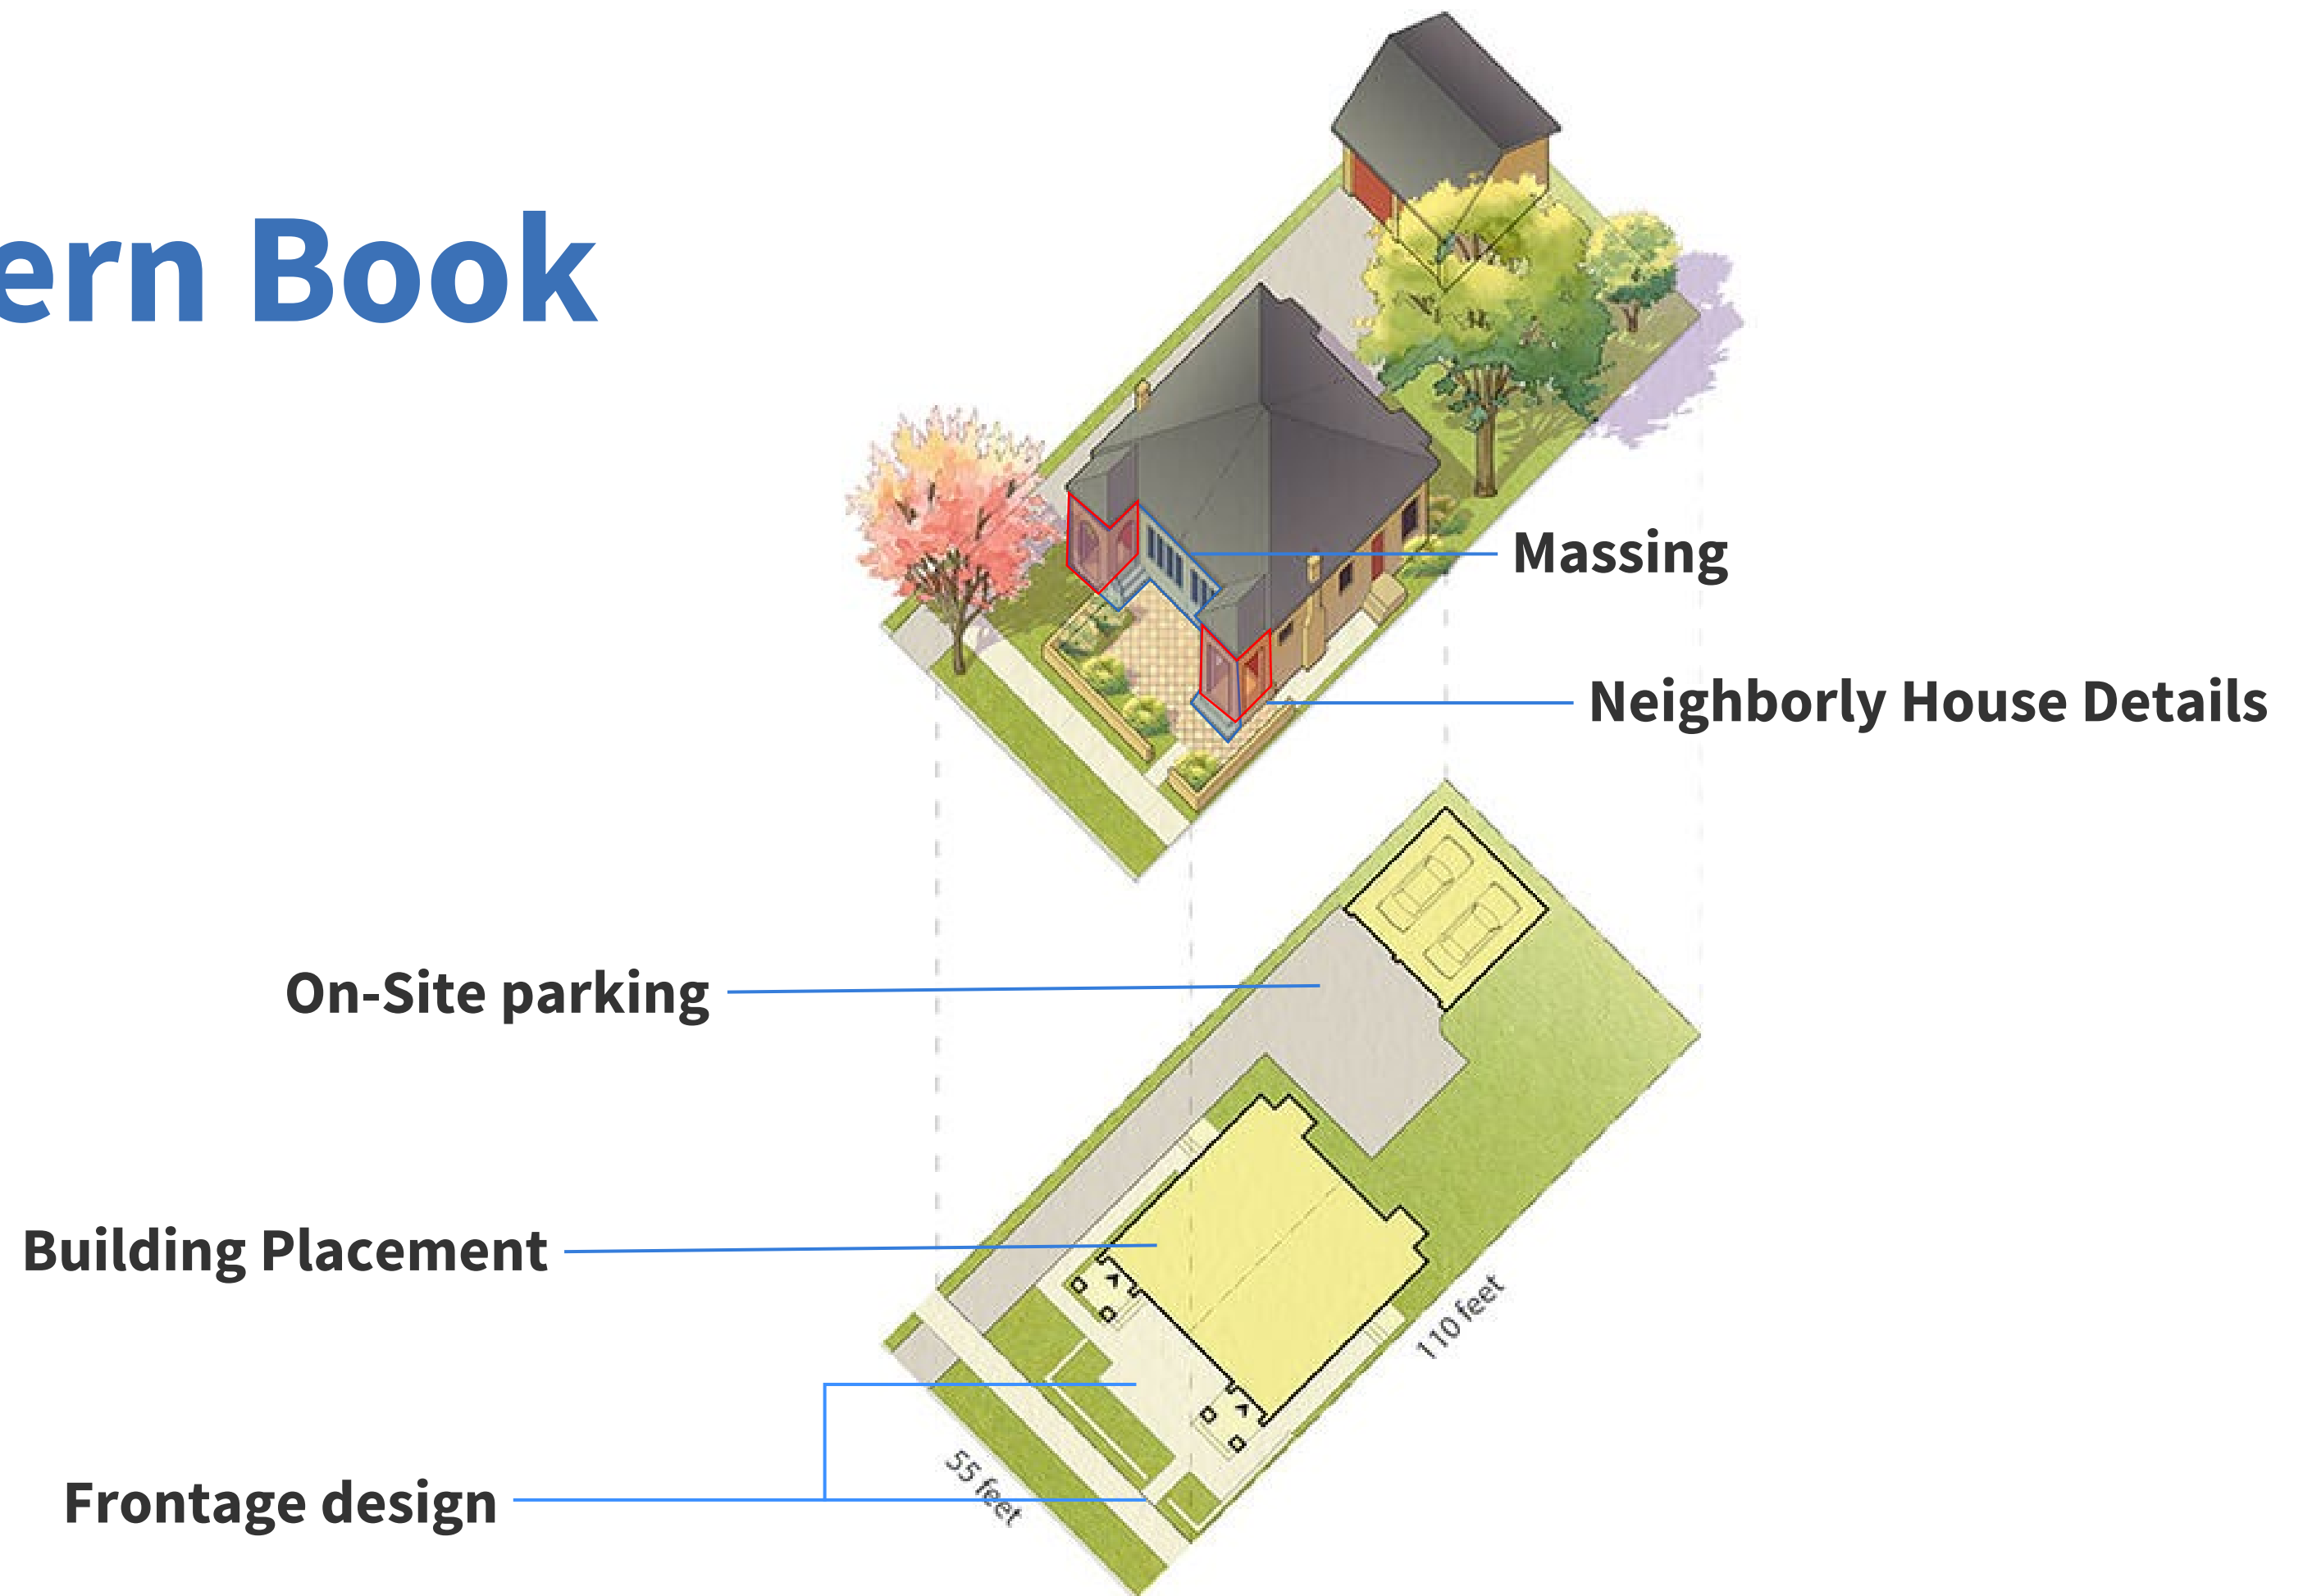 ern Book
Massing
Neighborly House Details
On-Site parking
Building Placement
110 feet
Frontage design
55 feet